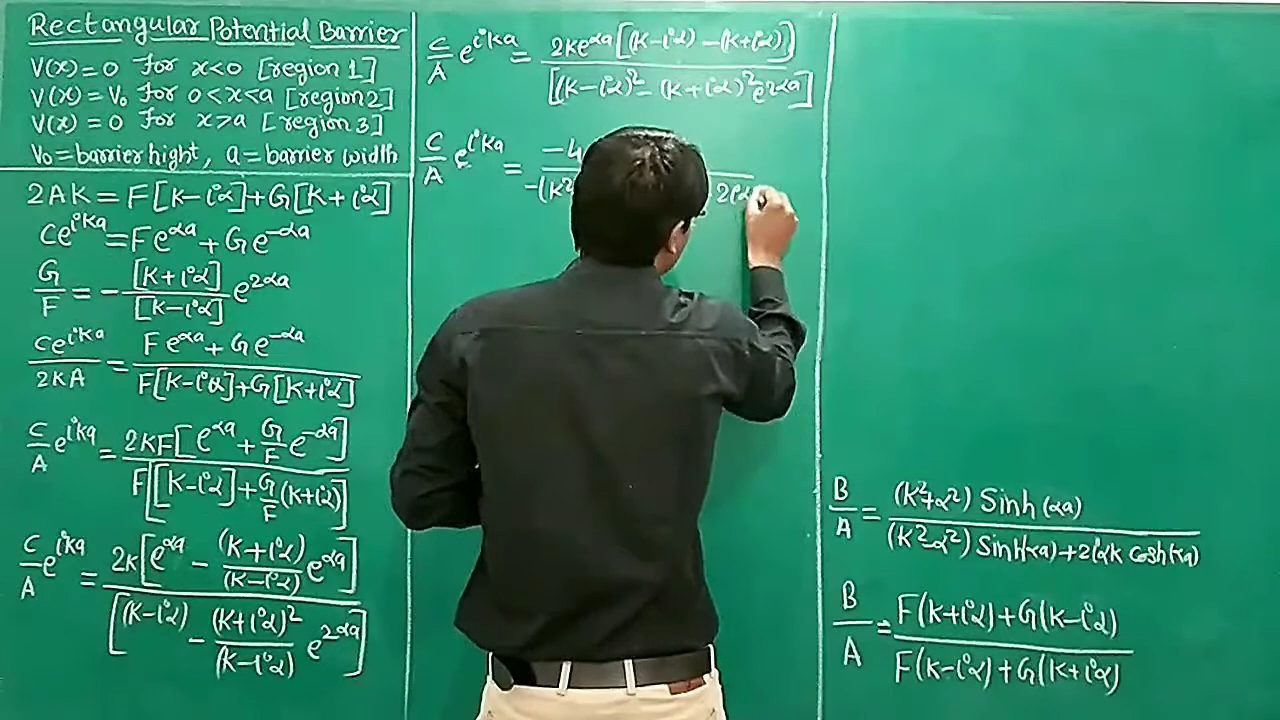 Rectangular Potential Barrier
V(x)=0 for x<0 [region 1]
V(x)=V₀ for 0<x<a [region2]
V(x)=0 for x>a [region 3]
V₀=barrier hight, a=barrier width
2AK=F[K-iα]+G[K+iα]
Ce^{ika}=Fe^{αa}+Ge^{-αa}
G/F=-[K+iα]/[K-iα] e^{2αa}
Ce^{ika}/2KA=(Fe^{αa}+Ge^{-αa})/(F[K-iα]+G[K+iα])
C/A e^{ika}=2KF[e^{αa}+G/F e^{-αa}]/F[[K-iα]+G/F(K+iα)]
C/A e^{ika}=2K[e^{αa}-(K+iα)/(K-iα) e^{αa}]/[(K-iα)-(K+iα)²/(K-iα) e^{2αa}]
C/A e^{ika}=2Ke^{αa}[(K-iα)-(K+iα)]/[(K-iα)²-(K+iα)²e^{2αa}]
C/A e^{ika}=-4/-(K² 2iα
B/A=(K²+α²) Sinh(αa)/(K²-α²) Sinh(αa)+2iαK Cosh(αa)
B/A=F(K+iα)+G(K-iα)/F(K-iα)+G(K+iα)